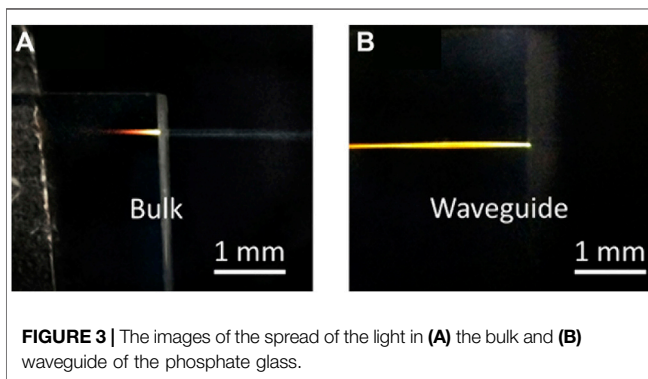 A
B
Bulk
Waveguide
1 mm
1 mm
FIGURE 3 | The images of the spread of the light in (A) the bulk and (B)
waveguide of the phosphate glass.